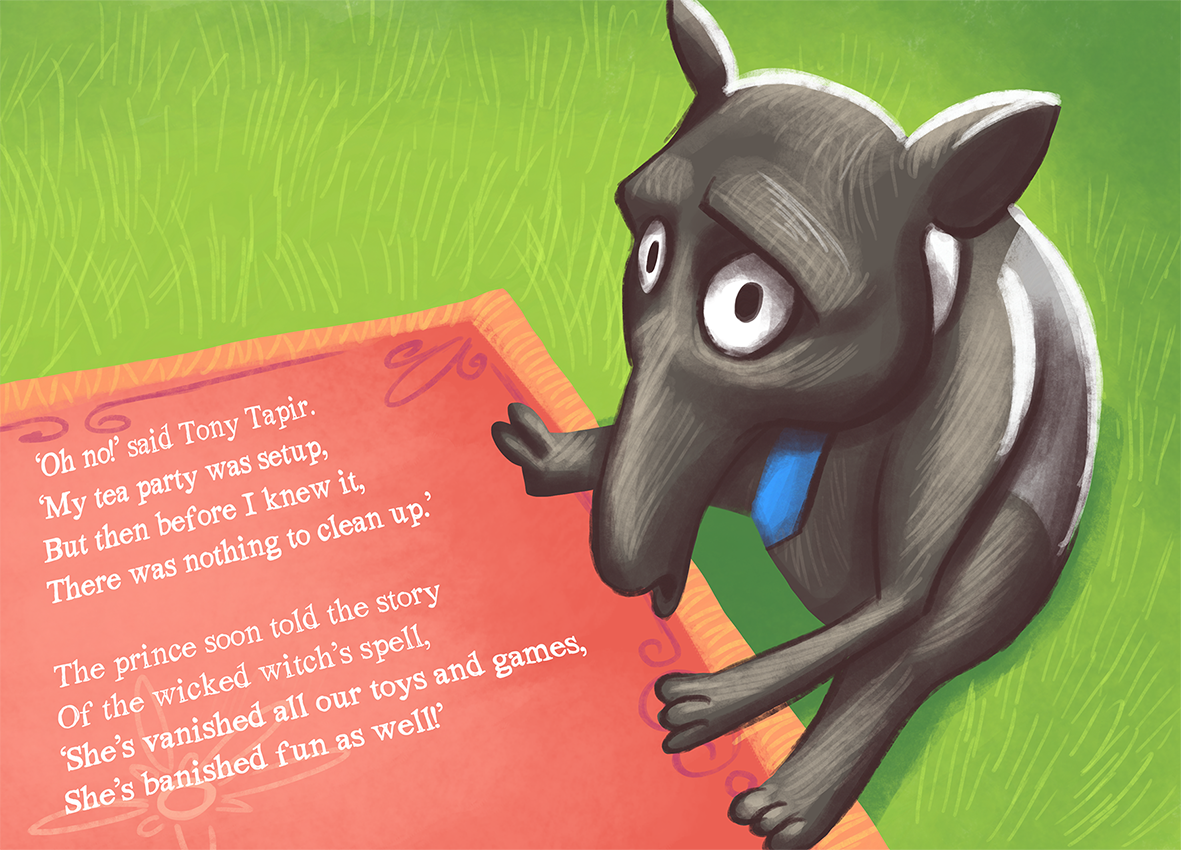 ‘Oh no!’ said Tony Tapir.
‘My tea party was setup,
But then before I knew it,
There was nothing to clean up.’
The prince soon told the story
Of the wicked witch’s spell,
‘She’s vanished all our toys and games,
She’s banished fun as well!’